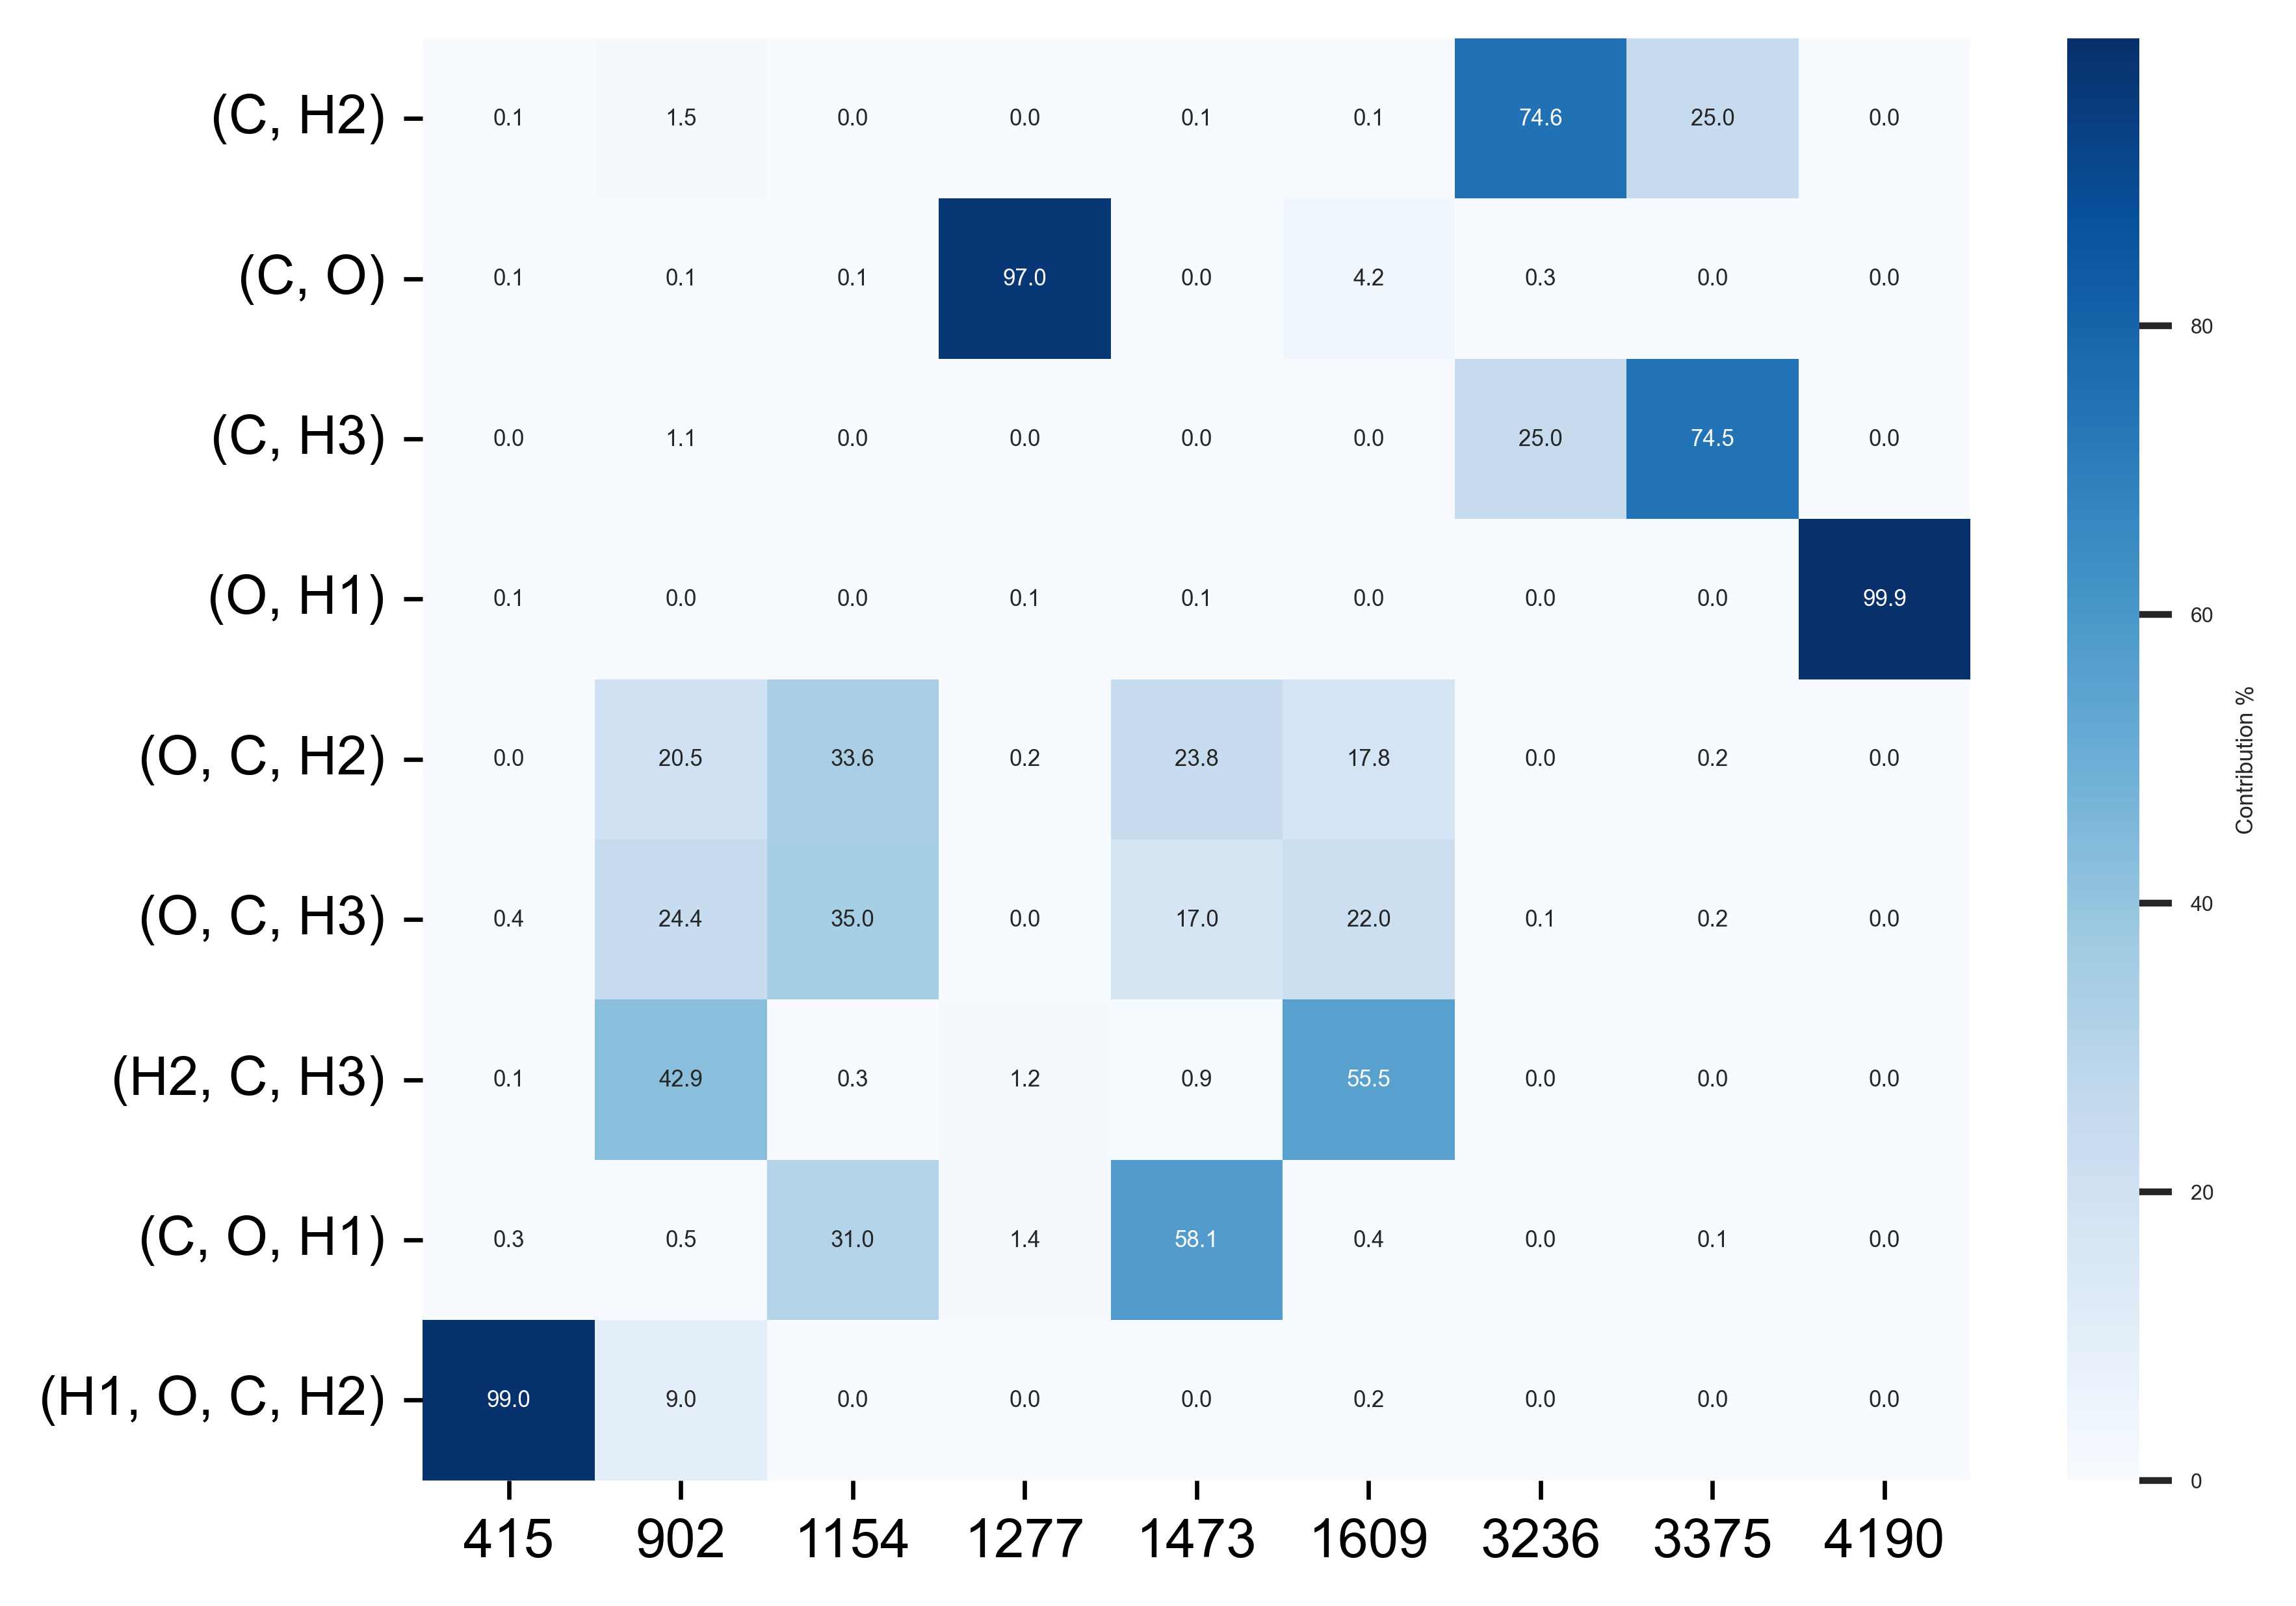 (C, H2) 0.1 1.5 0.0 0.0 0.1 0.1 74.6 25.0 0.0
(C, O) 0.1 0.1 0.1 97.0 0.0 4.2 0.3 0.0 0.0
(C, H3) 0.0 1.1 0.0 0.0 0.0 0.0 25.0 74.5 0.0
(O, H1) 0.1 0.0 0.0 0.1 0.1 0.0 0.0 0.0 99.9
(O, C, H2) 0.0 20.5 33.6 0.2 23.8 17.8 0.0 0.2 0.0
(O, C, H3) 0.4 24.4 35.0 0.0 17.0 22.0 0.1 0.2 0.0
(H2, C, H3) 0.1 42.9 0.3 1.2 0.9 55.5 0.0 0.0 0.0
(C, O, H1) 0.3 0.5 31.0 1.4 58.1 0.4 0.0 0.1 0.0
(H1, O, C, H2) 99.0 9.0 0.0 0.0 0.0 0.2 0.0 0.0 0.0
415 902 1154 1277 1473 1609 3236 3375 4190
80
60
40
20
0
Contribution %